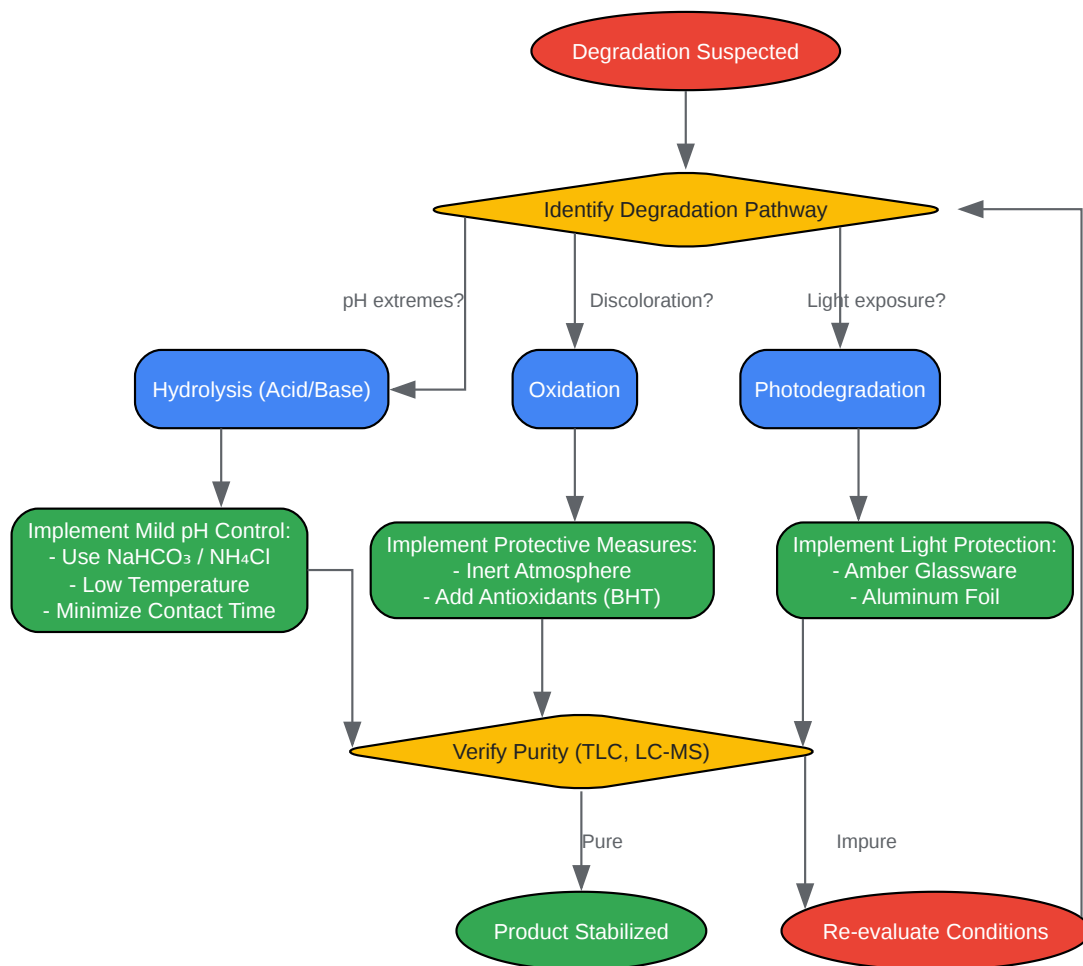 Degradation Suspected
Identify Degradation Pathway
pH extremes?
Discoloration?
Light exposure?
Hydrolysis (Acid/Base)
Oxidation
Photodegradation
Implement Mild pH Control:
- Use NaHCO₃ / NH₄Cl
- Low Temperature
- Minimize Contact Time
Implement Protective Measures:
- Inert Atmosphere
- Add Antioxidants (BHT)
Implement Light Protection:
- Amber Glassware
- Aluminum Foil
Verify Purity (TLC, LC-MS)
Pure
Impure
Product Stabilized
Re-evaluate Conditions